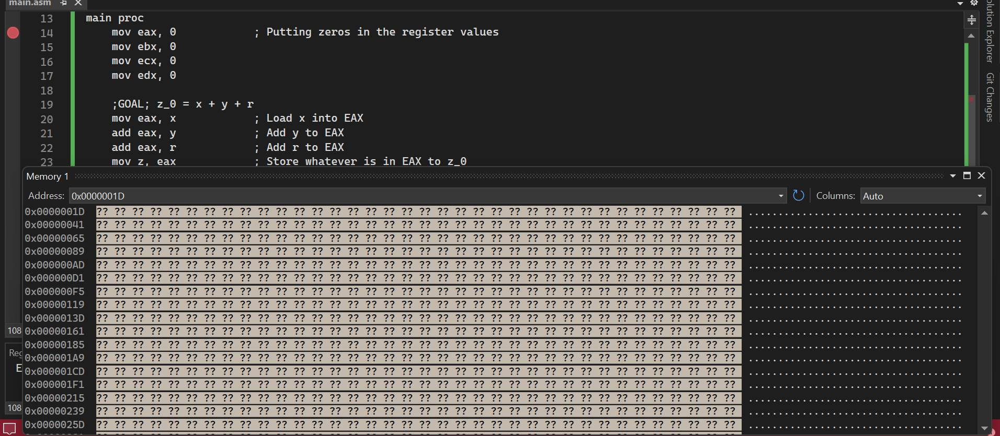 main.asm
13 main proc
14 mov eax, 0 ; Putting zeros in the register values
15 mov ebx, 0
16 mov ecx, 0
17 mov edx, 0
18
19 ;GOAL; z_0 = x + y + r
20 mov eax, x ; Load x into EAX
21 add eax, y ; Add y to EAX
22 add eax, r ; Add r to EAX
23 mov z, eax ; Store whatever is in EAX to z_0
Explorer
Git Changes
Memory 1
Address: 0x0000001D Columns: Auto
0x0000001D ?? ?? ?? ?? ?? ?? ?? ?? ?? ?? ?? ?? ?? ?? ?? ?? ?? ?? ?? ?? ?? ?? ?? ?? ?? ?? ?? ?? ?? ?? ?? ?? ?? ?? ?? ?? ....................................
0x00000041 ?? ?? ?? ?? ?? ?? ?? ?? ?? ?? ?? ?? ?? ?? ?? ?? ?? ?? ?? ?? ?? ?? ?? ?? ?? ?? ?? ?? ?? ?? ?? ?? ?? ?? ?? ?? ....................................
0x00000065 ?? ?? ?? ?? ?? ?? ?? ?? ?? ?? ?? ?? ?? ?? ?? ?? ?? ?? ?? ?? ?? ?? ?? ?? ?? ?? ?? ?? ?? ?? ?? ?? ?? ?? ?? ?? ....................................
0x00000089 ?? ?? ?? ?? ?? ?? ?? ?? ?? ?? ?? ?? ?? ?? ?? ?? ?? ?? ?? ?? ?? ?? ?? ?? ?? ?? ?? ?? ?? ?? ?? ?? ?? ?? ?? ?? ....................................
0x000000AD ?? ?? ?? ?? ?? ?? ?? ?? ?? ?? ?? ?? ?? ?? ?? ?? ?? ?? ?? ?? ?? ?? ?? ?? ?? ?? ?? ?? ?? ?? ?? ?? ?? ?? ?? ?? ....................................
0x000000D1 ?? ?? ?? ?? ?? ?? ?? ?? ?? ?? ?? ?? ?? ?? ?? ?? ?? ?? ?? ?? ?? ?? ?? ?? ?? ?? ?? ?? ?? ?? ?? ?? ?? ?? ?? ?? ....................................
0x000000F5 ?? ?? ?? ?? ?? ?? ?? ?? ?? ?? ?? ?? ?? ?? ?? ?? ?? ?? ?? ?? ?? ?? ?? ?? ?? ?? ?? ?? ?? ?? ?? ?? ?? ?? ?? ?? ....................................
0x00000119 ?? ?? ?? ?? ?? ?? ?? ?? ?? ?? ?? ?? ?? ?? ?? ?? ?? ?? ?? ?? ?? ?? ?? ?? ?? ?? ?? ?? ?? ?? ?? ?? ?? ?? ?? ?? ....................................
0x0000013D ?? ?? ?? ?? ?? ?? ?? ?? ?? ?? ?? ?? ?? ?? ?? ?? ?? ?? ?? ?? ?? ?? ?? ?? ?? ?? ?? ?? ?? ?? ?? ?? ?? ?? ?? ?? ....................................
108 0x00000161 ?? ?? ?? ?? ?? ?? ?? ?? ?? ?? ?? ?? ?? ?? ?? ?? ?? ?? ?? ?? ?? ?? ?? ?? ?? ?? ?? ?? ?? ?? ?? ?? ?? ?? ?? ?? ....................................
0x00000185 ?? ?? ?? ?? ?? ?? ?? ?? ?? ?? ?? ?? ?? ?? ?? ?? ?? ?? ?? ?? ?? ?? ?? ?? ?? ?? ?? ?? ?? ?? ?? ?? ?? ?? ?? ?? ....................................
0x000001A9 ?? ?? ?? ?? ?? ?? ?? ?? ?? ?? ?? ?? ?? ?? ?? ?? ?? ?? ?? ?? ?? ?? ?? ?? ?? ?? ?? ?? ?? ?? ?? ?? ?? ?? ?? ?? ....................................
0x000001CD ?? ?? ?? ?? ?? ?? ?? ?? ?? ?? ?? ?? ?? ?? ?? ?? ?? ?? ?? ?? ?? ?? ?? ?? ?? ?? ?? ?? ?? ?? ?? ?? ?? ?? ?? ?? ....................................
0x000001F1 ?? ?? ?? ?? ?? ?? ?? ?? ?? ?? ?? ?? ?? ?? ?? ?? ?? ?? ?? ?? ?? ?? ?? ?? ?? ?? ?? ?? ?? ?? ?? ?? ?? ?? ?? ?? ....................................
0x00000215 ?? ?? ?? ?? ?? ?? ?? ?? ?? ?? ?? ?? ?? ?? ?? ?? ?? ?? ?? ?? ?? ?? ?? ?? ?? ?? ?? ?? ?? ?? ?? ?? ?? ?? ?? ?? ....................................
108 0x00000239 ?? ?? ?? ?? ?? ?? ?? ?? ?? ?? ?? ?? ?? ?? ?? ?? ?? ?? ?? ?? ?? ?? ?? ?? ?? ?? ?? ?? ?? ?? ?? ?? ?? ?? ?? ?? ....................................
0x0000025D ?? ?? ?? ?? ?? ?? ?? ?? ?? ?? ?? ?? ?? ?? ?? ?? ?? ?? ?? ?? ?? ?? ?? ?? ?? ?? ?? ?? ?? ?? ?? ?? ?? ?? ?? ?? ....................................